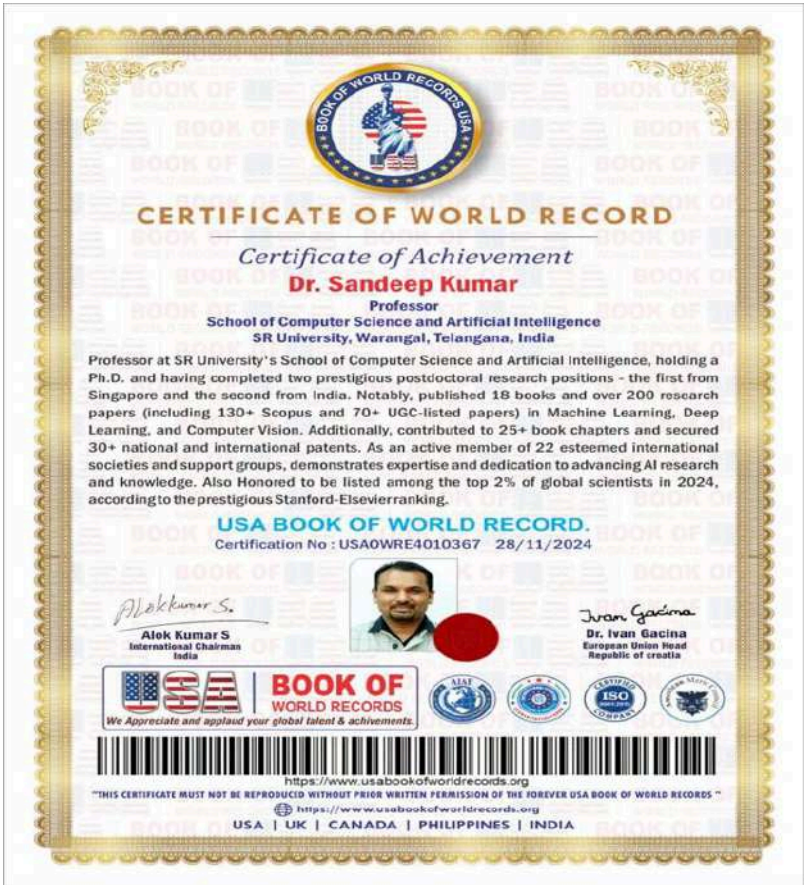 BOOK OF WORLD RECORDS USA
USA
CERTIFICATE OF WORLD RECORD
Certificate of Achievement
Dr. Sandeep Kumar
Professor
School of Computer Science and Artificial Intelligence
SR University, Warangal, Telangana, India
Professor at SR University's School of Computer Science and Artificial Intelligence, holding a
Ph.D. and having completed two prestigious postdoctoral research positions - the first from
Singapore and the second from India. Notably, published 18 books and over 200 research
papers (including 130+ Scopus and 70+ UGC-listed papers) in Machine Learning, Deep
Learning, and Computer Vision. Additionally, contributed to 25+ book chapters and secured
30+ national and international patents. As an active member of 22 esteemed international
societies and support groups, demonstrates expertise and dedication to advancing AI research
and knowledge. Also Honored to be listed among the top 2% of global scientists in 2024,
according to the prestigious Stanford-Elsevierranking.
USA BOOK OF WORLD RECORD.
Certification No : USA0WRE4010367 28/11/2024
Alokkumar S.
Alok Kumar S
International Chairman
India
Ivan Gacina
Dr. Ivan Gacina
European Union Head
Republic of croatia
USA BOOK OF
WORLD RECORDS
We Appreciate and applaud your global talent & achivements.
CERTIFIED
ISO
COMPANY
https://www.usabookofworldrecords.org
"THIS CERTIFICATE MUST NOT BE REPRODUCED WITHOUT PRIOR WRITTEN PERMISSION OF THE FOREVER USA BOOK OF WORLD RECORDS "
https://www.usabookofworldrecords.org
USA | UK | CANADA | PHILIPPINES | INDIA